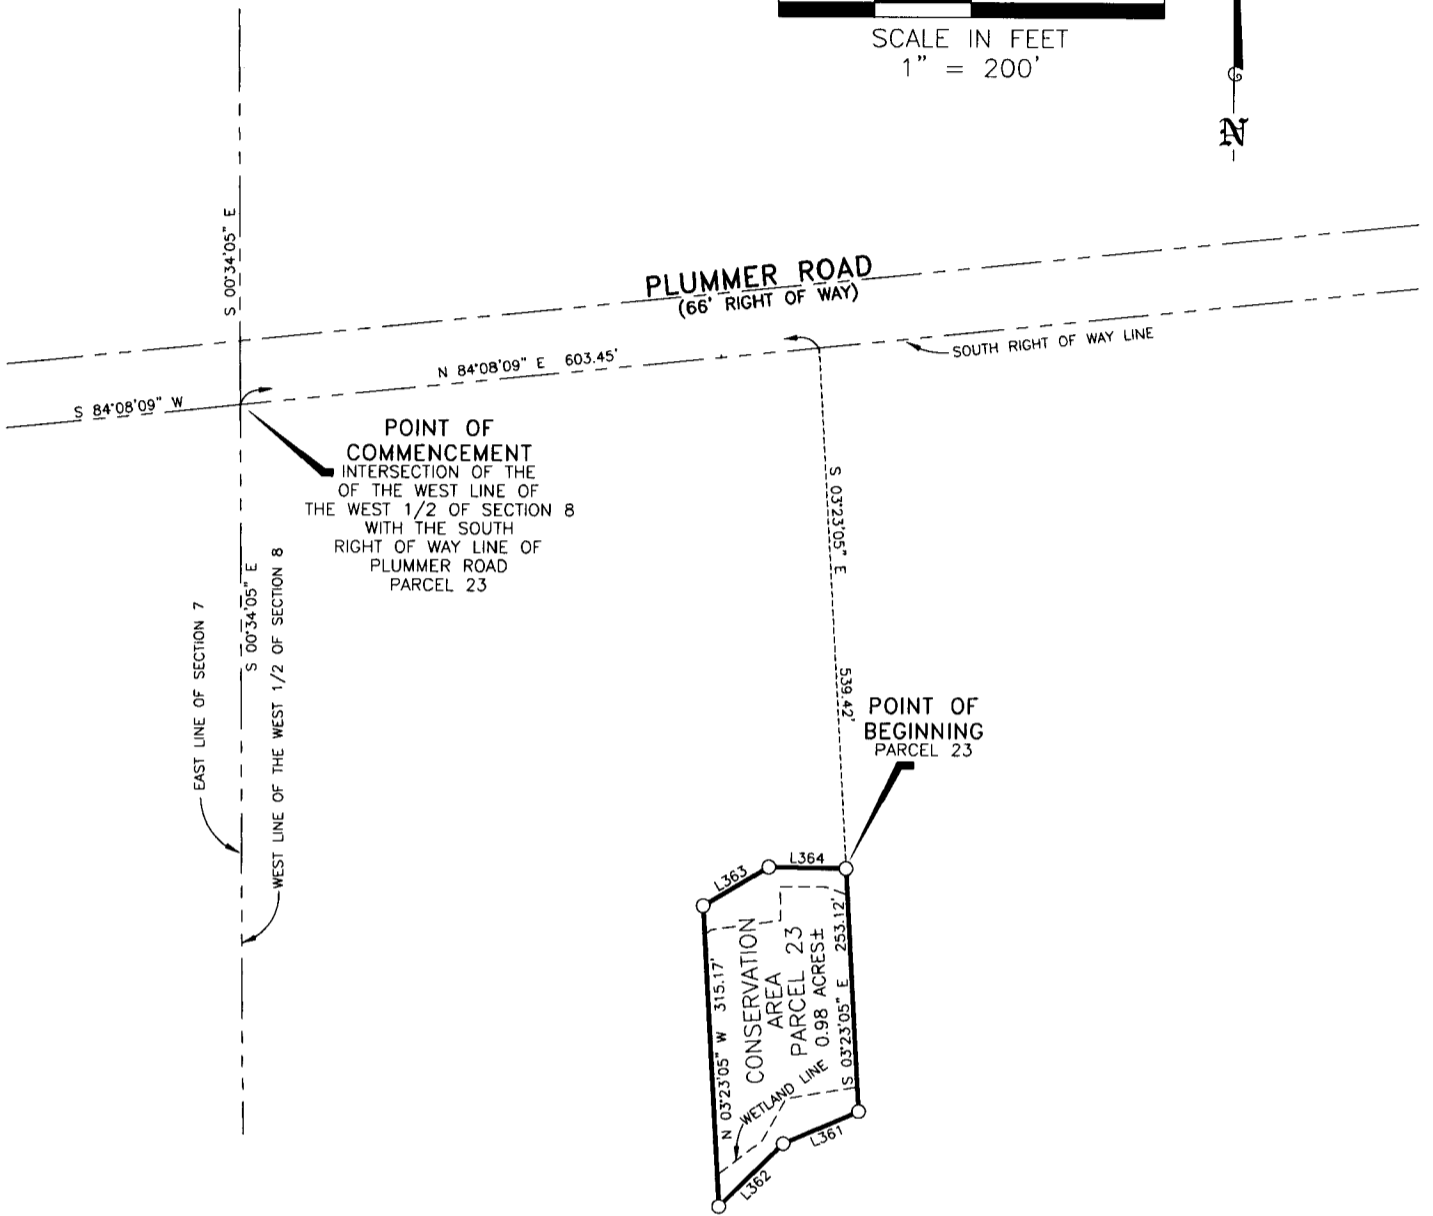 SCALE IN FEET
1" = 200'
N
S 00°34'05" E
PLUMMER ROAD
(66' RIGHT OF WAY)
SOUTH RIGHT OF WAY LINE
N 84°08'09" E 603.45'
S 84°08'09" W
POINT OF
COMMENCEMENT
INTERSECTION OF THE
OF THE WEST LINE OF
THE WEST 1/2 OF SECTION 8
WITH THE SOUTH
RIGHT OF WAY LINE OF
PLUMMER ROAD
PARCEL 23
S 03°23'05" E
539.42'
S 00°34'05" E
EAST LINE OF SECTION 7
WEST LINE OF THE WEST 1/2 OF SECTION 8
POINT OF
BEGINNING
PARCEL 23
L364
L363
N 03°23'05" W 315.17'
CONSERVATION
AREA
PARCEL 23
0.98 ACRES±
S 03°23'05" E 253.12'
WETLAND LINE
L361
L362